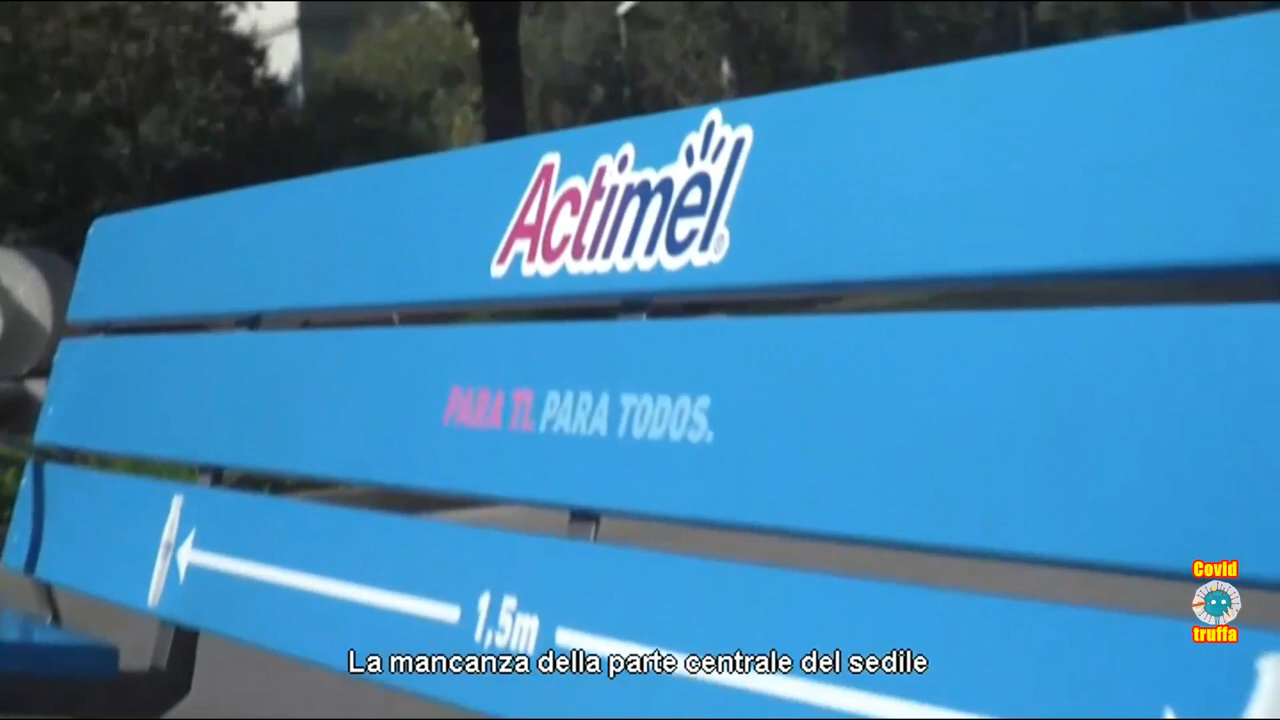 Actimel®
PARA TI. PARA TODOS.
1,5m
La mancanza della parte centrale del sedile
Covid
truffa